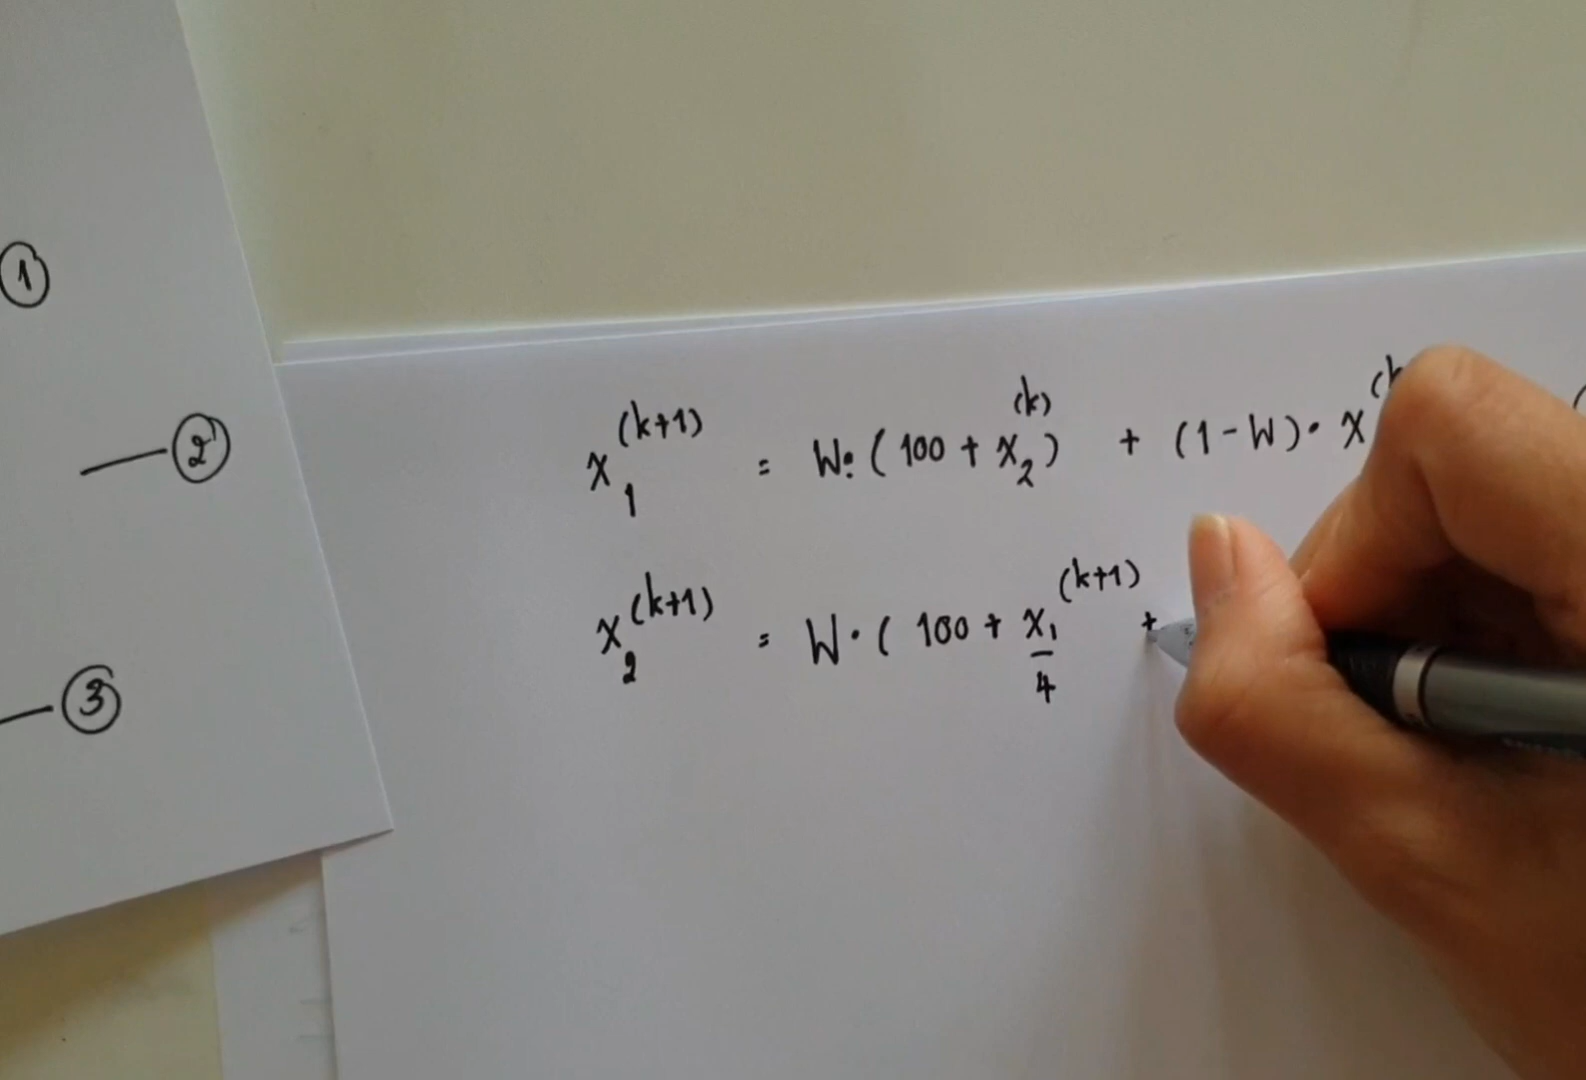 ①
②
③
x₁^(k+1) = W·(100 + x₂^(k)) + (1-W)·x^(k
x₂^(k+1) = W·(100 + x₁^(k+1)/4 +